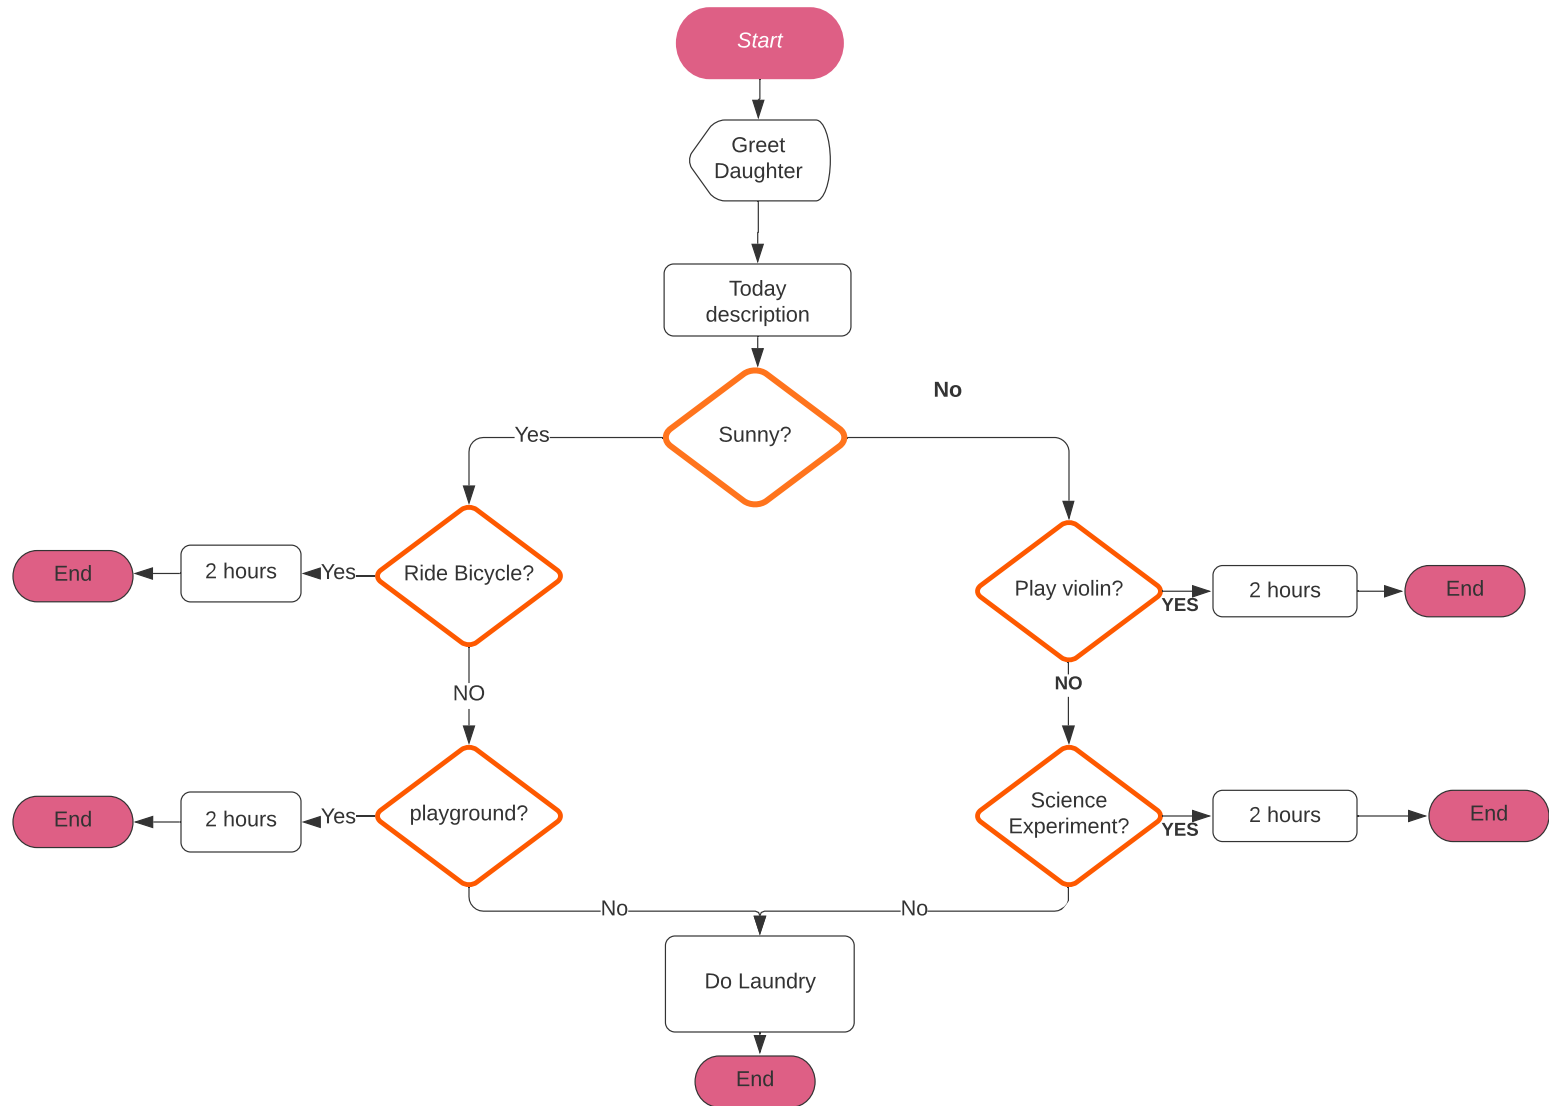 Start
Greet
Daughter
Today
description
No
Sunny?
Yes
End
2 hours
Yes
Ride Bicycle?
Play violin?
YES
2 hours
End
NO
NO
End
2 hours
Yes
playground?
Science
Experiment?
YES
2 hours
End
No
No
Do Laundry
End